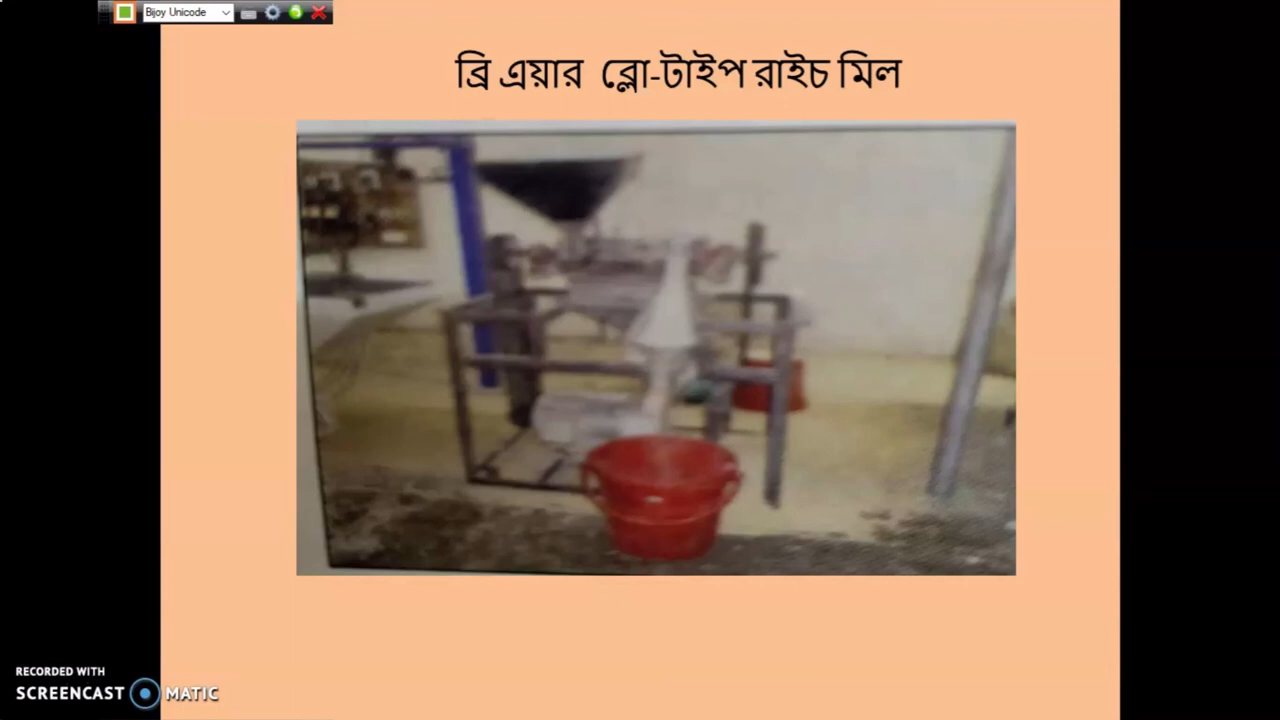 Bijoy Unicode
ব্রি এয়ার ব্লো-টাইপ রাইচ মিল
RECORDED WITH
SCREENCAST MATIC